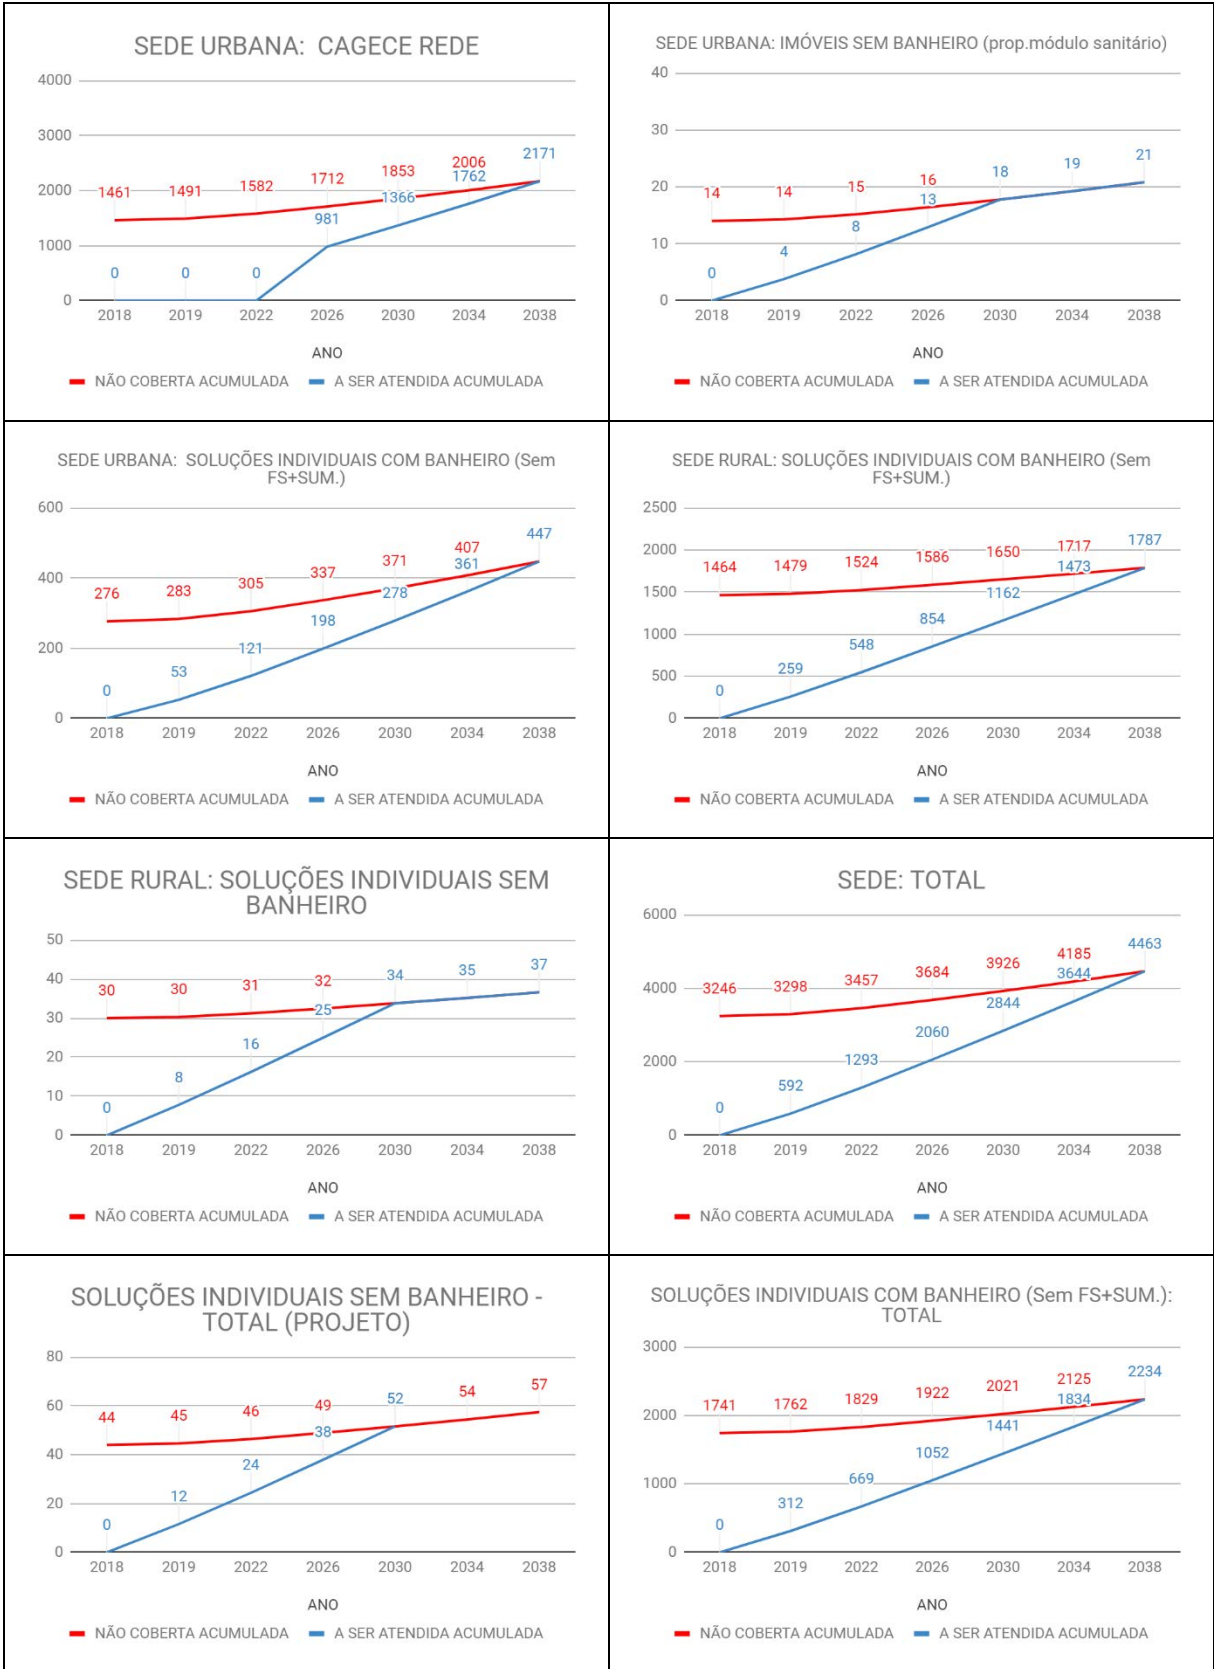 SEDE URBANA: CAGECE REDE
4000
3000
2000
1000
0
1461 1491 1582 1712 1853 2006 2171
0 0 0 981 1366 1762
2018 2019 2022 2026 2030 2034 2038
ANO
NÃO COBERTA ACUMULADA A SER ATENDIDA ACUMULADA
SEDE URBANA: IMÓVEIS SEM BANHEIRO (prop.módulo sanitário)
40
30
20
10
0
14 14 15 16 18 19 21
0 4 8 13
2018 2019 2022 2026 2030 2034 2038
ANO
NÃO COBERTA ACUMULADA A SER ATENDIDA ACUMULADA
SEDE URBANA: SOLUÇÕES INDIVIDUAIS COM BANHEIRO (Sem
FS+SUM.)
600
400
200
0
276 283 305 337 371 407 447
0 53 121 198 278 361
2018 2019 2022 2026 2030 2034 2038
ANO
NÃO COBERTA ACUMULADA A SER ATENDIDA ACUMULADA
SEDE RURAL: SOLUÇÕES INDIVIDUAIS COM BANHEIRO (Sem
FS+SUM.)
2500
2000
1500
1000
500
0
1464 1479 1524 1586 1650 1717 1787
0 259 548 854 1162 1473
2018 2019 2022 2026 2030 2034 2038
ANO
NÃO COBERTA ACUMULADA A SER ATENDIDA ACUMULADA
SEDE RURAL: SOLUÇÕES INDIVIDUAIS SEM
BANHEIRO
50
40
30
20
10
0
30 30 31 32 34 35 37
0 8 16 25
2018 2019 2022 2026 2030 2034 2038
ANO
NÃO COBERTA ACUMULADA A SER ATENDIDA ACUMULADA
SEDE: TOTAL
6000
4000
2000
0
3246 3298 3457 3684 3926 4185 4463
0 592 1293 2060 2844 3644
2018 2019 2022 2026 2030 2034 2038
ANO
NÃO COBERTA ACUMULADA A SER ATENDIDA ACUMULADA
SOLUÇÕES INDIVIDUAIS SEM BANHEIRO -
TOTAL (PROJETO)
80
60
40
20
0
44 45 46 49 52 54 57
0 12 24 38
2018 2019 2022 2026 2030 2034 2038
ANO
NÃO COBERTA ACUMULADA A SER ATENDIDA ACUMULADA
SOLUÇÕES INDIVIDUAIS COM BANHEIRO (Sem FS+SUM.):
TOTAL
3000
2000
1000
0
1741 1762 1829 1922 2021 2125 2234
0 312 669 1052 1441 1834
2018 2019 2022 2026 2030 2034 2038
ANO
NÃO COBERTA ACUMULADA A SER ATENDIDA ACUMULADA